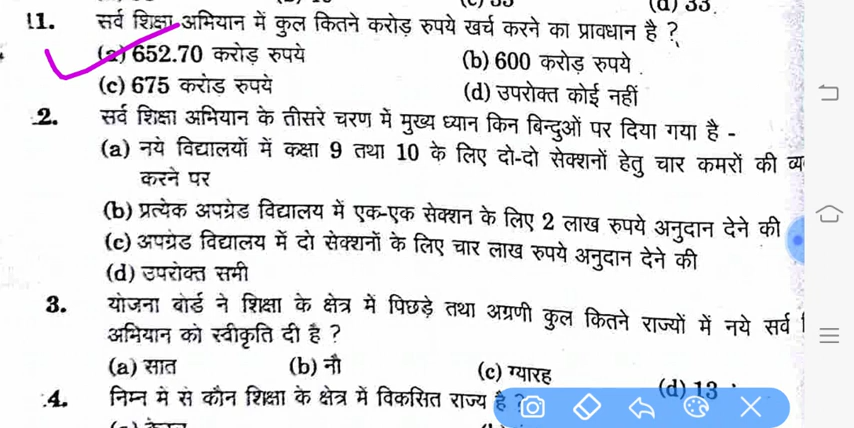 (d) 33.
11. सर्व शिक्षा अभियान में कुल कितने करोड़ रुपये खर्च करने का प्रावधान है ?
(a) 652.70 करोड़ रुपये (b) 600 करोड़ रुपये
(c) 675 करोड़ रुपये (d) उपरोक्त कोई नहीं
2. सर्व शिक्षा अभियान के तीसरे चरण में मुख्य ध्यान किन बिन्दुओं पर दिया गया है -
(a) नये विद्यालयों में कक्षा 9 तथा 10 के लिए दो-दो सेक्शनों हेतु चार कमरों की
करने पर
(b) प्रत्येक अपग्रेड विद्यालय में एक-एक सेक्शन के लिए 2 लाख रुपये अनुदान देने की
(c) अपग्रेड विद्यालय में दो सेक्शनों के लिए चार लाख रुपये अनुदान देने की
(d) उपरोक्त सभी
3. योजना बोर्ड ने शिक्षा के क्षेत्र में पिछड़े तथा अग्रणी कुल कितने राज्यों में नये सर्व
अभियान को स्वीकृति दी है ?
(a) सात (b) नौ (c) ग्यारह (d) 13
4. निम्न में से कौन शिक्षा के क्षेत्र में विकसित राज्य है ?